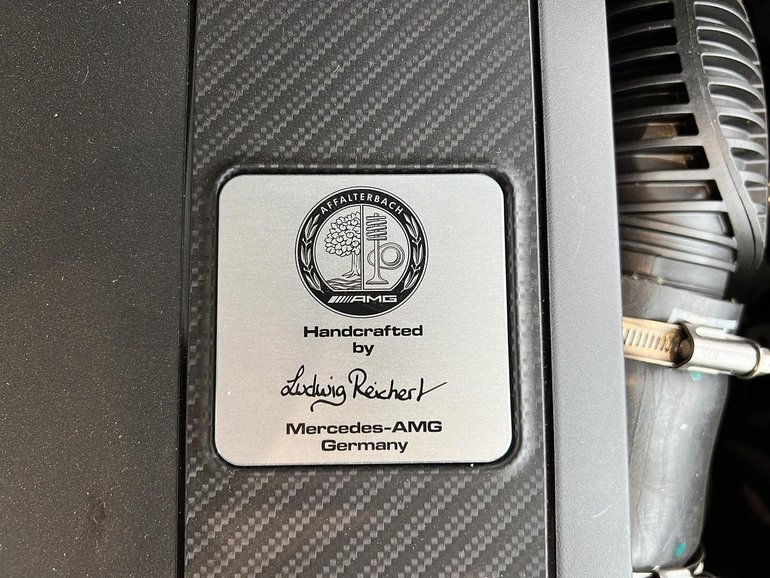 AFFALTERBACH
AMG
Handcrafted
by
Ludwig Reichert
Mercedes-AMG
Germany